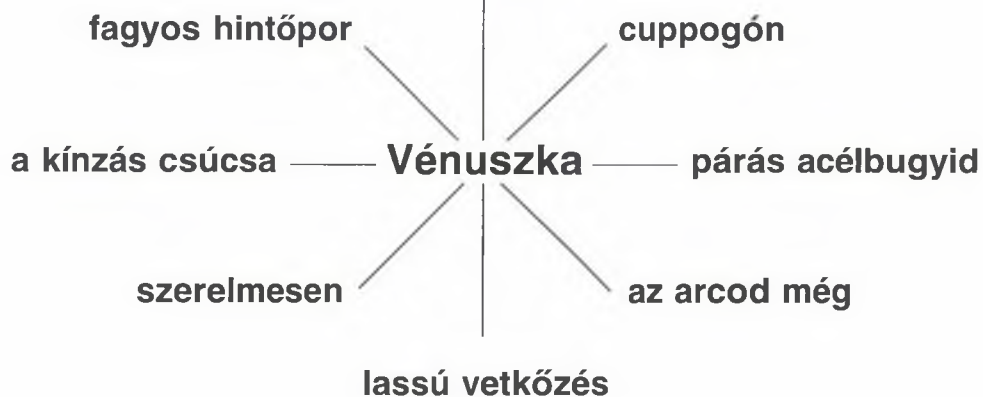 fagyos hintőpor cuppogón
a kínzás csúcsa Vénuszka párás acélbugyid
szerelmesen az arcod még
lassú vetkőzés